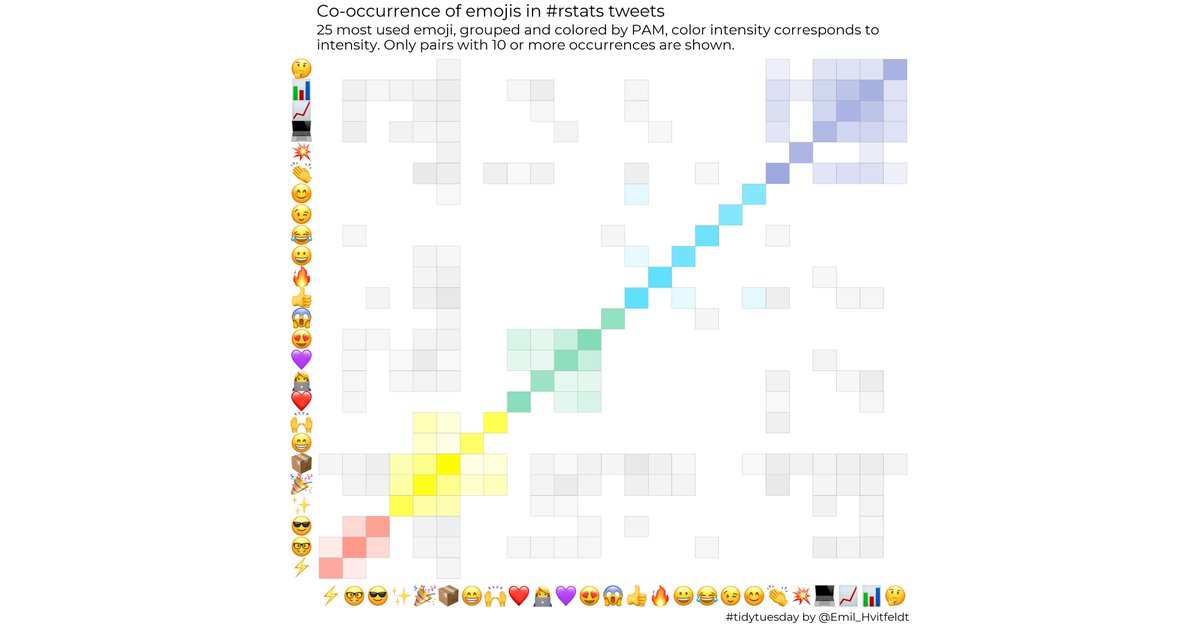 Co-occurrence of emojis in #rstats tweets
25 most used emoji, grouped and colored by PAM, color intensity corresponds to
intensity. Only pairs with 10 or more occurrences are shown.
#tidytuesday by @Emil_Hvitfeldt